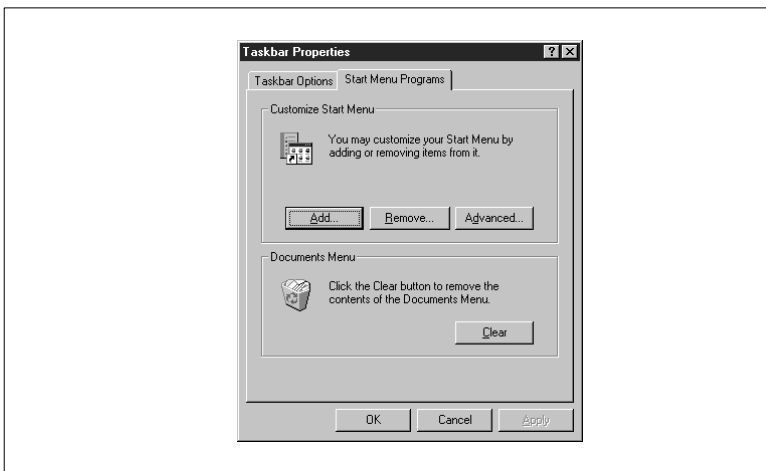 Taskbar Properties
Taskbar Options
Start Menu Programs
Customize Start Menu
You may customize your Start Menu by
adding or removing items from it.
Add...
Remove...
Advanced...
Documents Menu
Click the Clear button to remove the
contents of the Documents Menu.
Clear
OK
Cancel
Apply